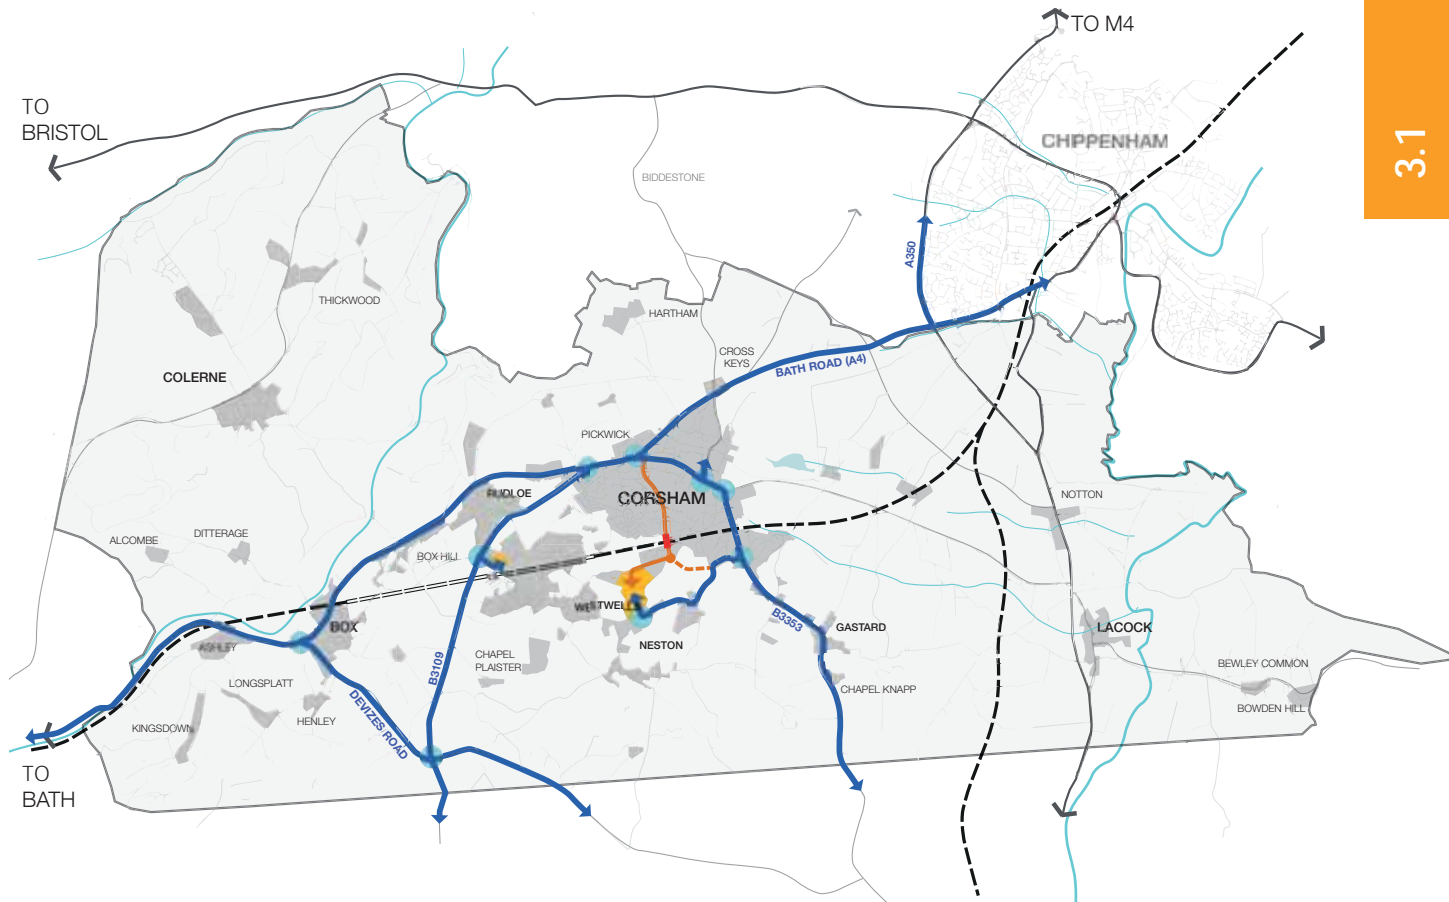 TO M4
3.1
TO
BRISTOL
CHIPPENHAM
BIDDESTONE
A350
THICKWOOD
HARTHAM
CROSS
KEYS
BATH ROAD (A4)
COLERNE
PICKWICK
RUDLOE
CORSHAM
NOTTON
ALCOMBE
DITTERAGE
BOX HILL
WESTWELLS
BOX
B3353
GASTARD
LACOCK
ASHLEY
NESTON
CHAPEL
PLAISTER
B3109
BEWLEY COMMON
LONGSPLATT
CHAPEL KNAPP
BOWDEN HILL
HENLEY
KINGSDOWN
DEVIZES ROAD
TO
BATH